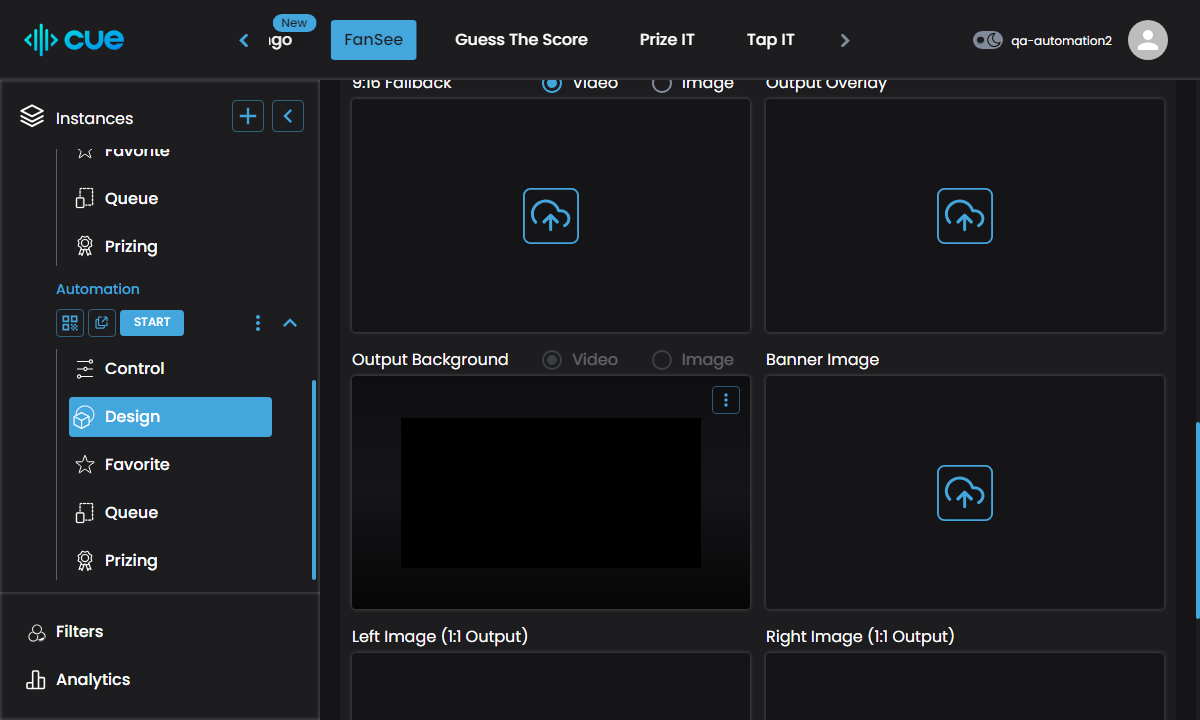 cue
New
ngo
FanSee
Guess The Score
Prize IT
Tap IT
qa-automation2
Instances
Favorite
Queue
Prizing
Automation
START
Control
Design
Favorite
Queue
Prizing
Filters
Analytics
9:16 Fallback
Video
Image
Output Overlay
Output Background
Video
Image
Banner Image
Left Image (1:1 Output)
Right Image (1:1 Output)